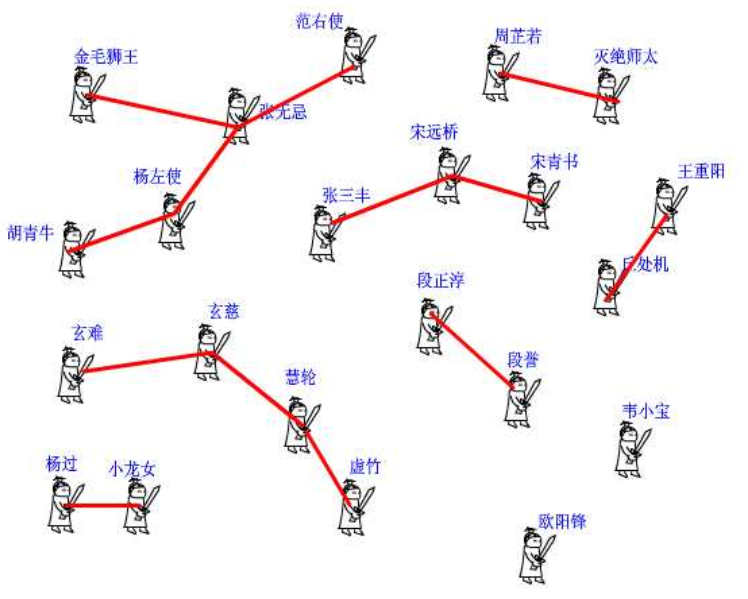 范右使
周芷若
金毛狮王
灭绝师太
张无忌
宋远桥
宋青书
杨左使
王重阳
张三丰
胡青牛
丘处机
段正淳
玄慈
玄难
段誉
慧轮
韦小宝
杨过
小龙女
虚竹
欧阳锋